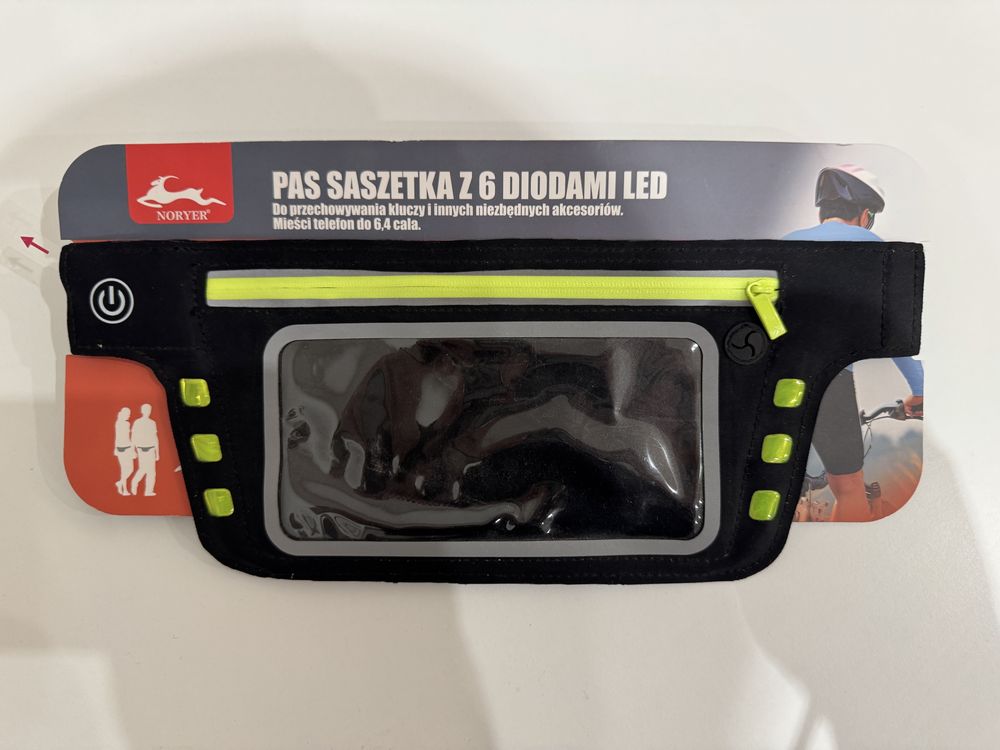 NORYER®
PAS SASZETKA Z 6 DIODAMI LED
Do przechowywania kluczy i innych niezbędnych akcesoriów.
Mieści telefon do 6,4 cala.